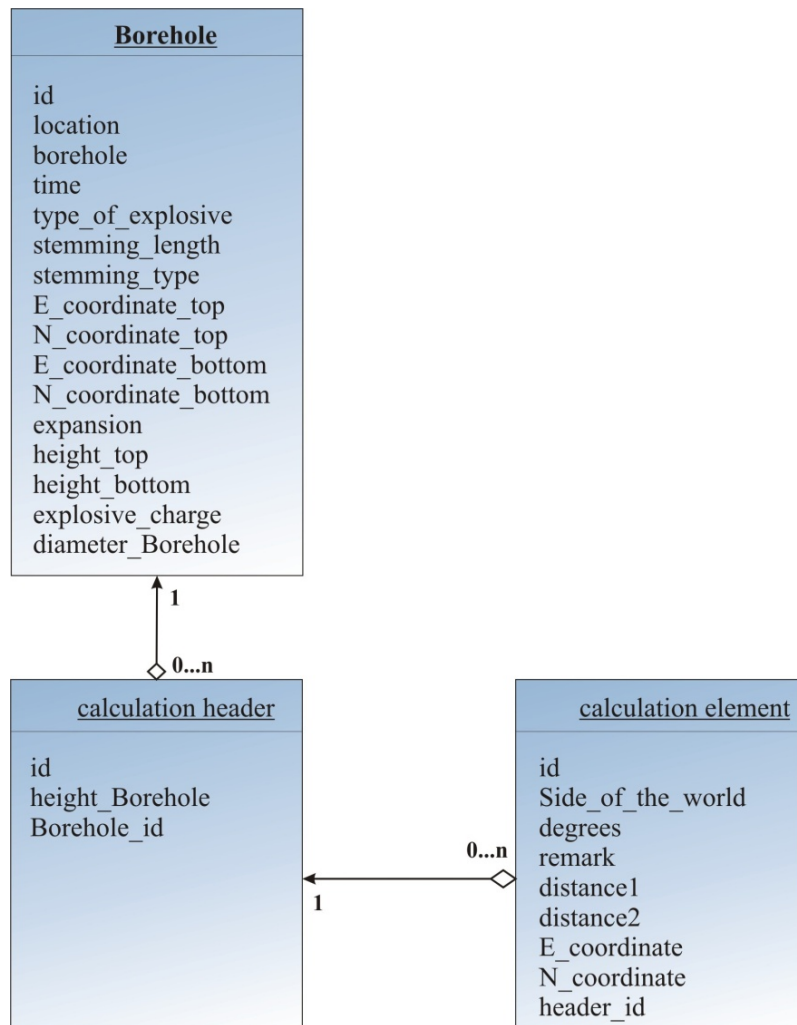 Borehole
id
location
borehole
time
type_of_explosive
stemming_length
stemming_type
E_coordinate_top
N_coordinate_top
E_coordinate_bottom
N_coordinate_bottom
expansion
height_top
height_bottom
explosive_charge
diameter_Borehole
1
0...n
calculation header
id
height_Borehole
Borehole_id
0...n
1
calculation element
id
Side_of_the_world
degrees
remark
distance1
distance2
E_coordinate
N_coordinate
header_id